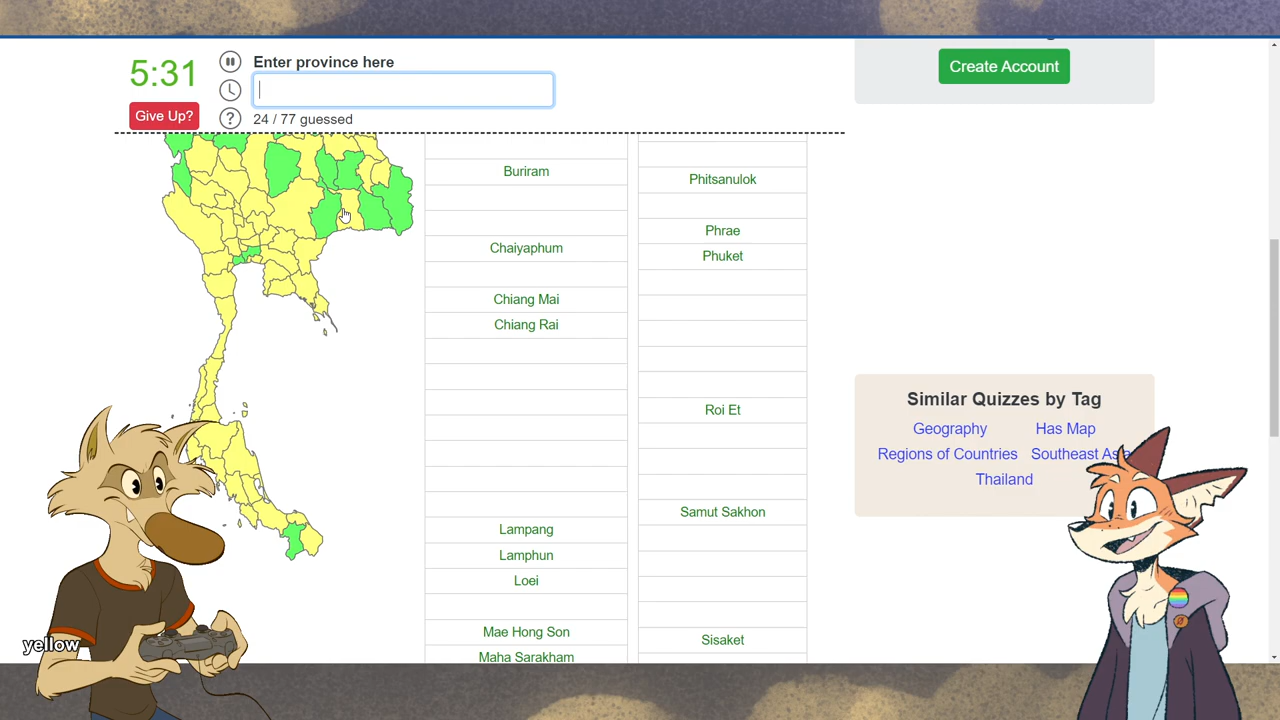 5:31
Give Up?
Enter province here
?
24 / 77 guessed
Create Account
Buriram
Chaiyaphum
Chiang Mai
Chiang Rai
Lampang
Lamphun
Loei
Mae Hong Son
Maha Sarakham
Phitsanulok
Phrae
Phuket
Roi Et
Samut Sakhon
Sisaket
Similar Quizzes by Tag
Geography Has Map
Regions of Countries Southeast Asia
Thailand
yellow